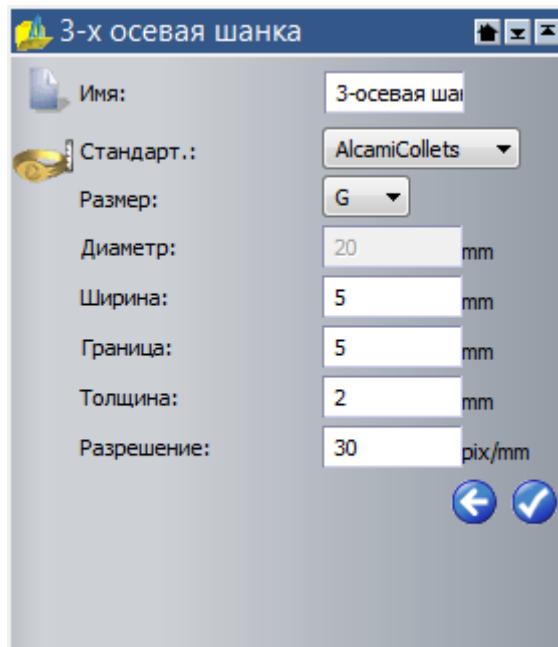 3-х осевая шанка
Имя: 3-осевая шан
Стандарт.: AlcamiCollets
Размер: G
Диаметр: 20 mm
Ширина: 5 mm
Граница: 5 mm
Толщина: 2 mm
Разрешение: 30 pix/mm